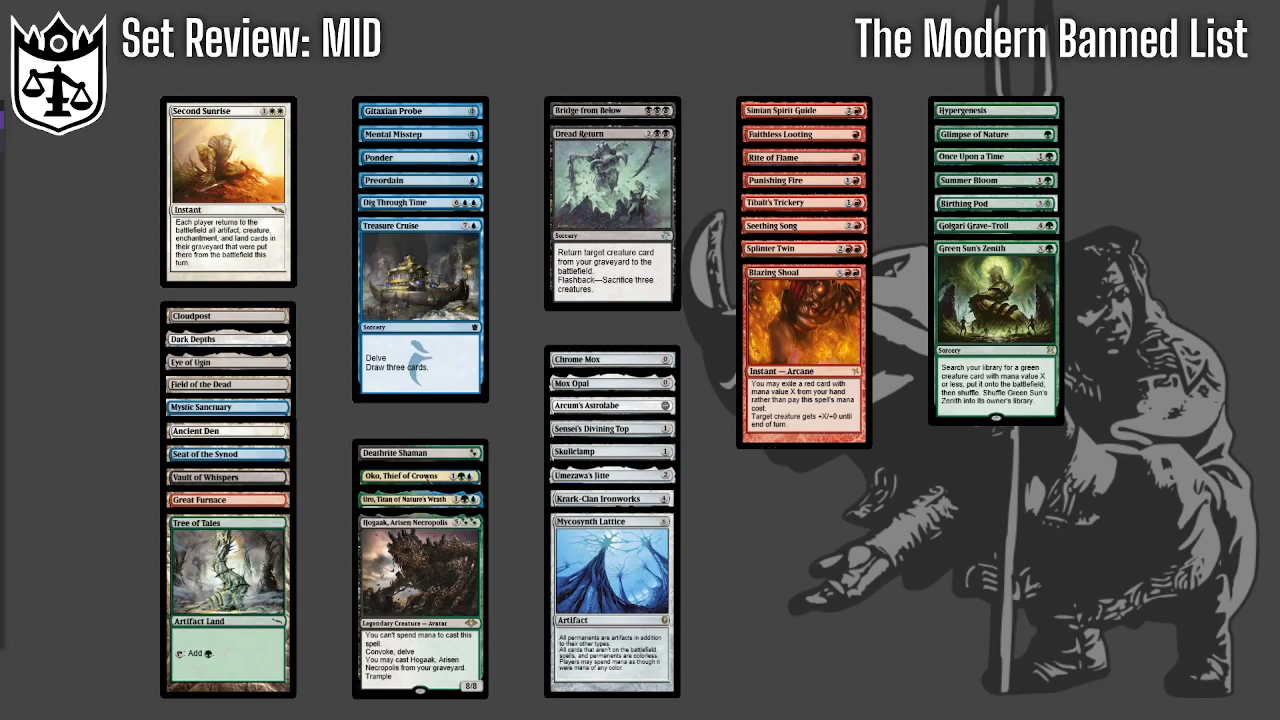 Set Review: MID
The Modern Banned List
Second Sunrise
Instant
Each player returns to the
battlefield all artifact, creature,
enchantment, and land cards in
their graveyard that were put
there from the battlefield this
turn.
Gitaxian Probe
Mental Misstep
Ponder
Preordain
Dig Through Time
Treasure Cruise
Sorcery
Delve
Draw three cards.
Bridge from Below
Dread Return
Sorcery
Return target creature card
from your graveyard to the
battlefield.
Flashback—Sacrifice three
creatures.
Simian Spirit Guide
Faithless Looting
Rite of Flame
Punishing Fire
Tibalt's Trickery
Seething Song
Splinter Twin
Blazing Shoal
Instant — Arcane
You may exile a red card with
mana value X from your hand
rather than pay this spell's mana
cost.
Target creature gets +X/+0 until
end of turn.
Hypergenesis
Glimpse of Nature
Once Upon a Time
Summer Bloom
Birthing Pod
Golgari Grave-Troll
Green Sun's Zenith
Sorcery
Search your library for a green
creature card with mana value X
or less, put it onto the battlefield,
then shuffle. Shuffle Green Sun's
Zenith into its owner's library.
Cloudpost
Dark Depths
Eye of Ugin
Field of the Dead
Mystic Sanctuary
Ancient Den
Seat of the Synod
Vault of Whispers
Great Furnace
Tree of Tales
Artifact Land
: Add .
Deathrite Shaman
Oko, Thief of Crowns
Uro, Titan of Nature's Wrath
Hogaak, Arisen Necropolis
Legendary Creature — Avatar
You can't spend mana to cast this
spell.
Convoke, delve
You may cast Hogaak, Arisen
Necropolis from your graveyard.
Trample
8/8
Chrome Mox
Mox Opal
Arcum's Astrolabe
Sensei's Divining Top
Skullclamp
Umezawa's Jitte
Krark-Clan Ironworks
Mycosynth Lattice
Artifact
All permanents are artifacts in addition
to their other types.
All cards that aren't on the battlefield,
spells, and permanents are colorless.
Players may spend mana as though it
were mana of any color.